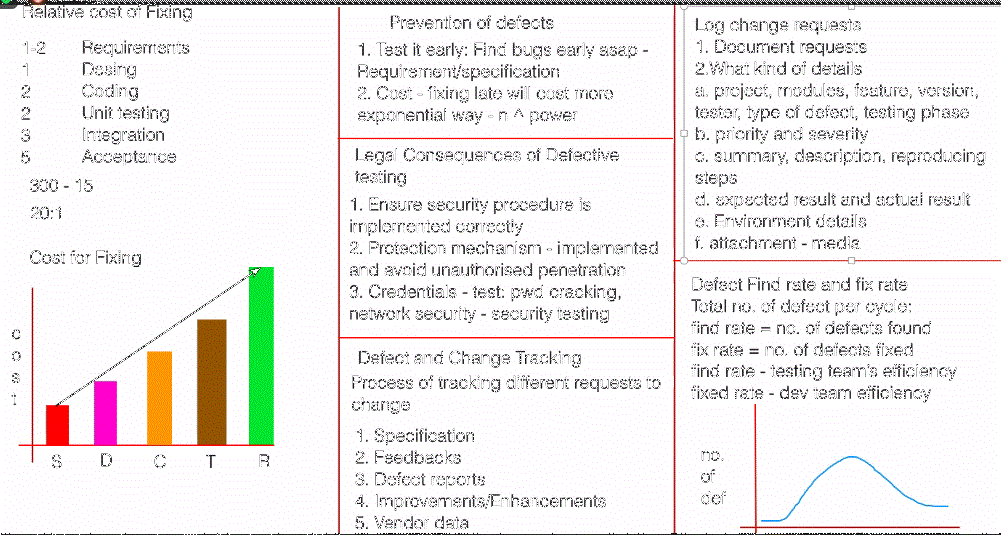 Relative cost of Fixing
1-2 Requirements
1 Desing
2 Coding
2 Unit testing
3 Integration
5 Acceptance
300 - 15
20:1
Cost for Fixing
c
o
s
t
S D C T R
Prevention of defects
1. Test it early: Find bugs early asap -
Requirement/specification
2. Cost - fixing late will cost more
exponential way - n ^ power
Legal Consequences of Defective
testing
1. Ensure security procedure is
implemented correctly
2. Protection mechanism - implemented
and avoid unauthorised penetration
3. Credentials - test: pwd cracking,
network security - security testing
Defect and Change Tracking
Process of tracking different requests to
change
1. Specification
2. Feedbacks
3. Defect reports
4. Improvements/Enhancements
5. Vendor data
Log change requests
1. Document requests
2.What kind of details
a. project, modules, feature, version,
tester, type of defect, testing phase
b. priority and severity
c. summary, description, reproducing
steps
d. expected result and actual result
e. Environment details
f. attachment - media
Defect Find rate and fix rate
Total no. of defect per cycle:
find rate = no. of defects found
fix rate = no. of defects fixed
find rate - testing team's efficiency
fixed rate - dev team efficiency
no.
of
def